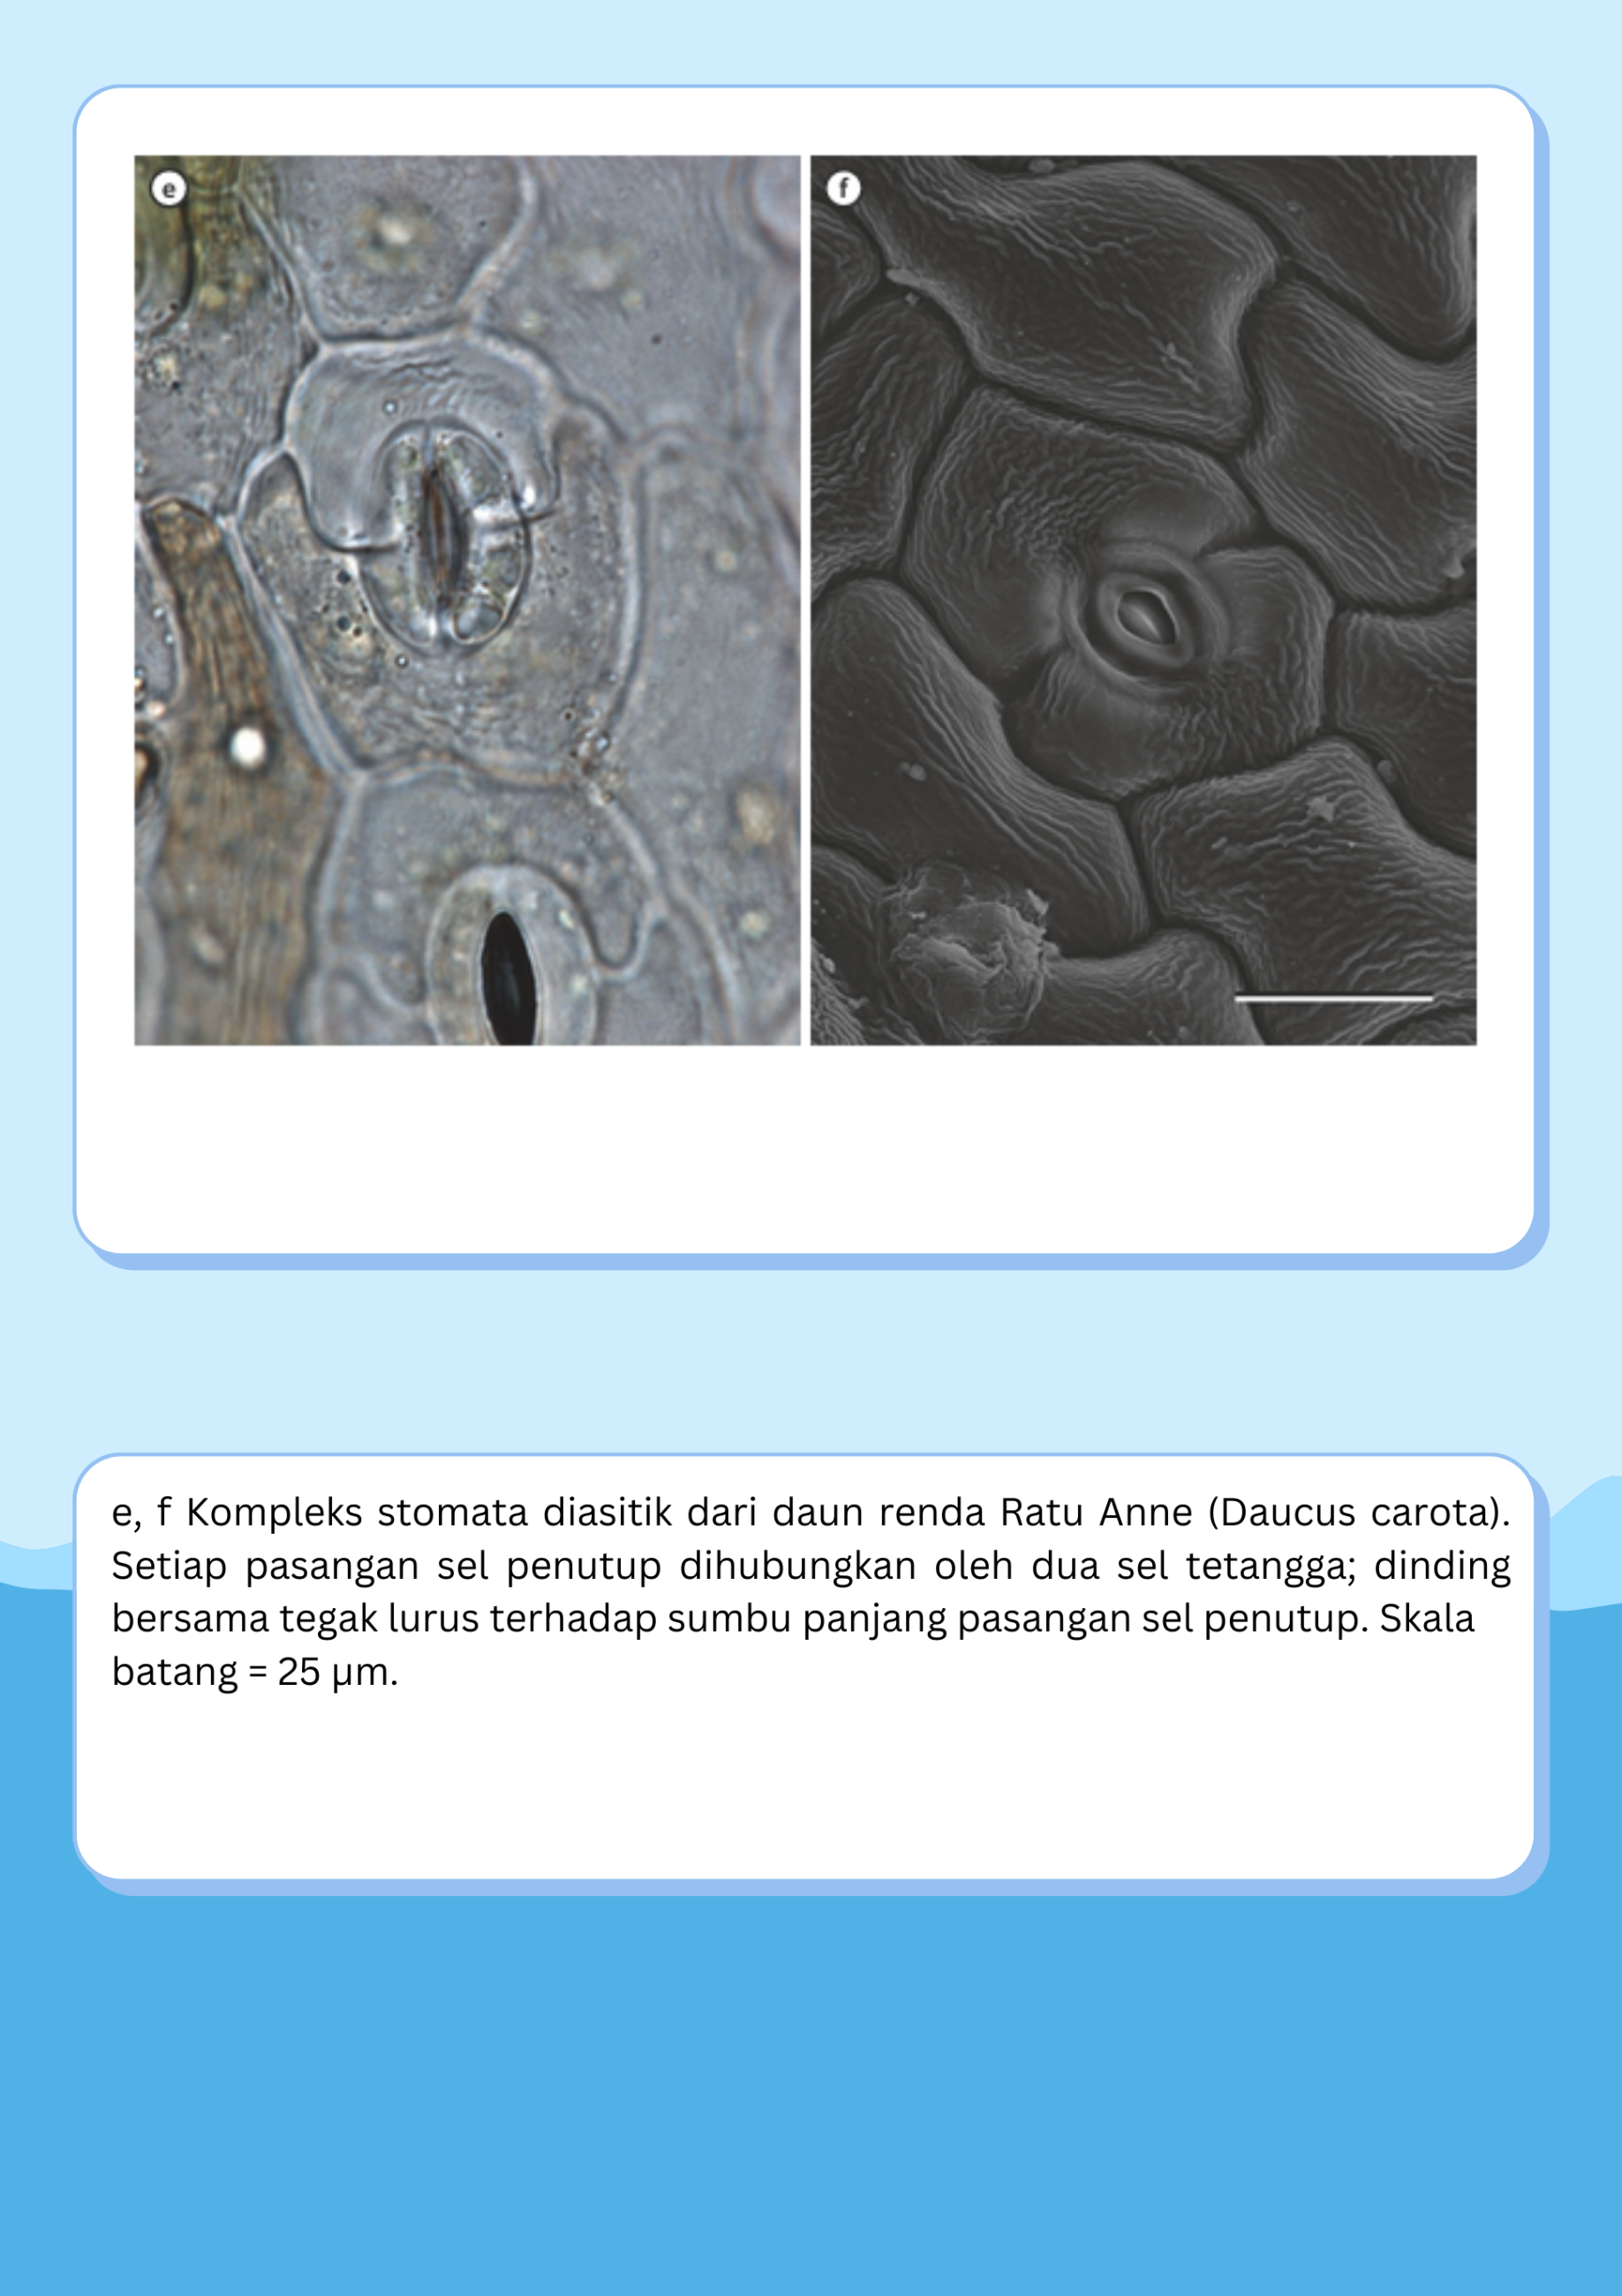 e
f
e, f Kompleks stomata diasitik dari daun renda Ratu Anne (Daucus carota).
Setiap pasangan sel penutup dihubungkan oleh dua sel tetangga; dinding
bersama tegak lurus terhadap sumbu panjang pasangan sel penutup. Skala
batang = 25 μm.